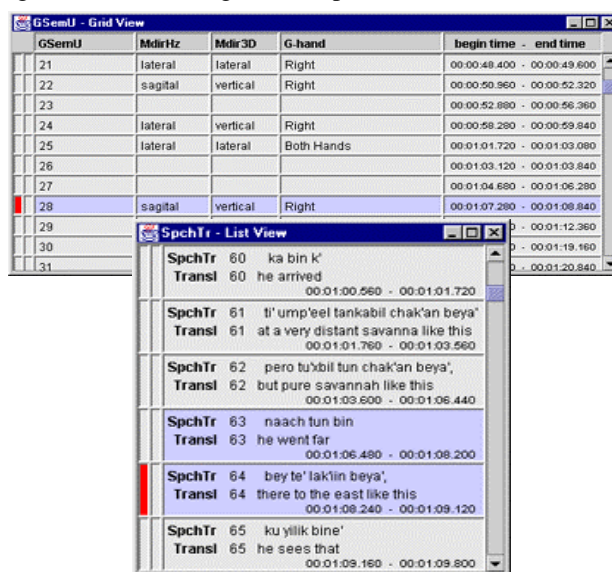 GSemU - Grid View
GSemU MdirHz Mdir3D G-hand begin time - end time
21 lateral lateral Right 00:00:48.400 - 00:00:49.600
22 sagital vertical Right 00:00:50.960 - 00:00:52.320
23 00:00:52.880 - 00:00:56.360
24 lateral vertical Right 00:00:58.280 - 00:00:59.840
25 lateral lateral Both Hands 00:01:01.720 - 00:01:03.080
26 00:01:03.120 - 00:01:03.840
27 00:01:04.680 - 00:01:06.280
28 sagital vertical Right 00:01:07.280 - 00:01:08.840
29 - 00:01:12.360
30 - 00:01:19.160
31 - 00:01:20.840
SpchTr - List View
SpchTr 60 ka bin k'
Transl 60 he arrived
00:01:00.560 - 00:01:01.720
SpchTr 61 ti' ump'eel tankabil chak'an beya'
Transl 61 at a very distant savanna like this
00:01:01.760 - 00:01:03.560
SpchTr 62 pero tu'xbil tun chak'an beya',
Transl 62 but pure savannah like this
00:01:03.600 - 00:01:06.440
SpchTr 63 naach tun bin
Transl 63 he went far
00:01:06.480 - 00:01:08.200
SpchTr 64 bey te' lak'iin beya',
Transl 64 there to the east like this
00:01:08.240 - 00:01:09.120
SpchTr 65 ku yilik bine'
Transl 65 he sees that
00:01:09.160 - 00:01:09.800